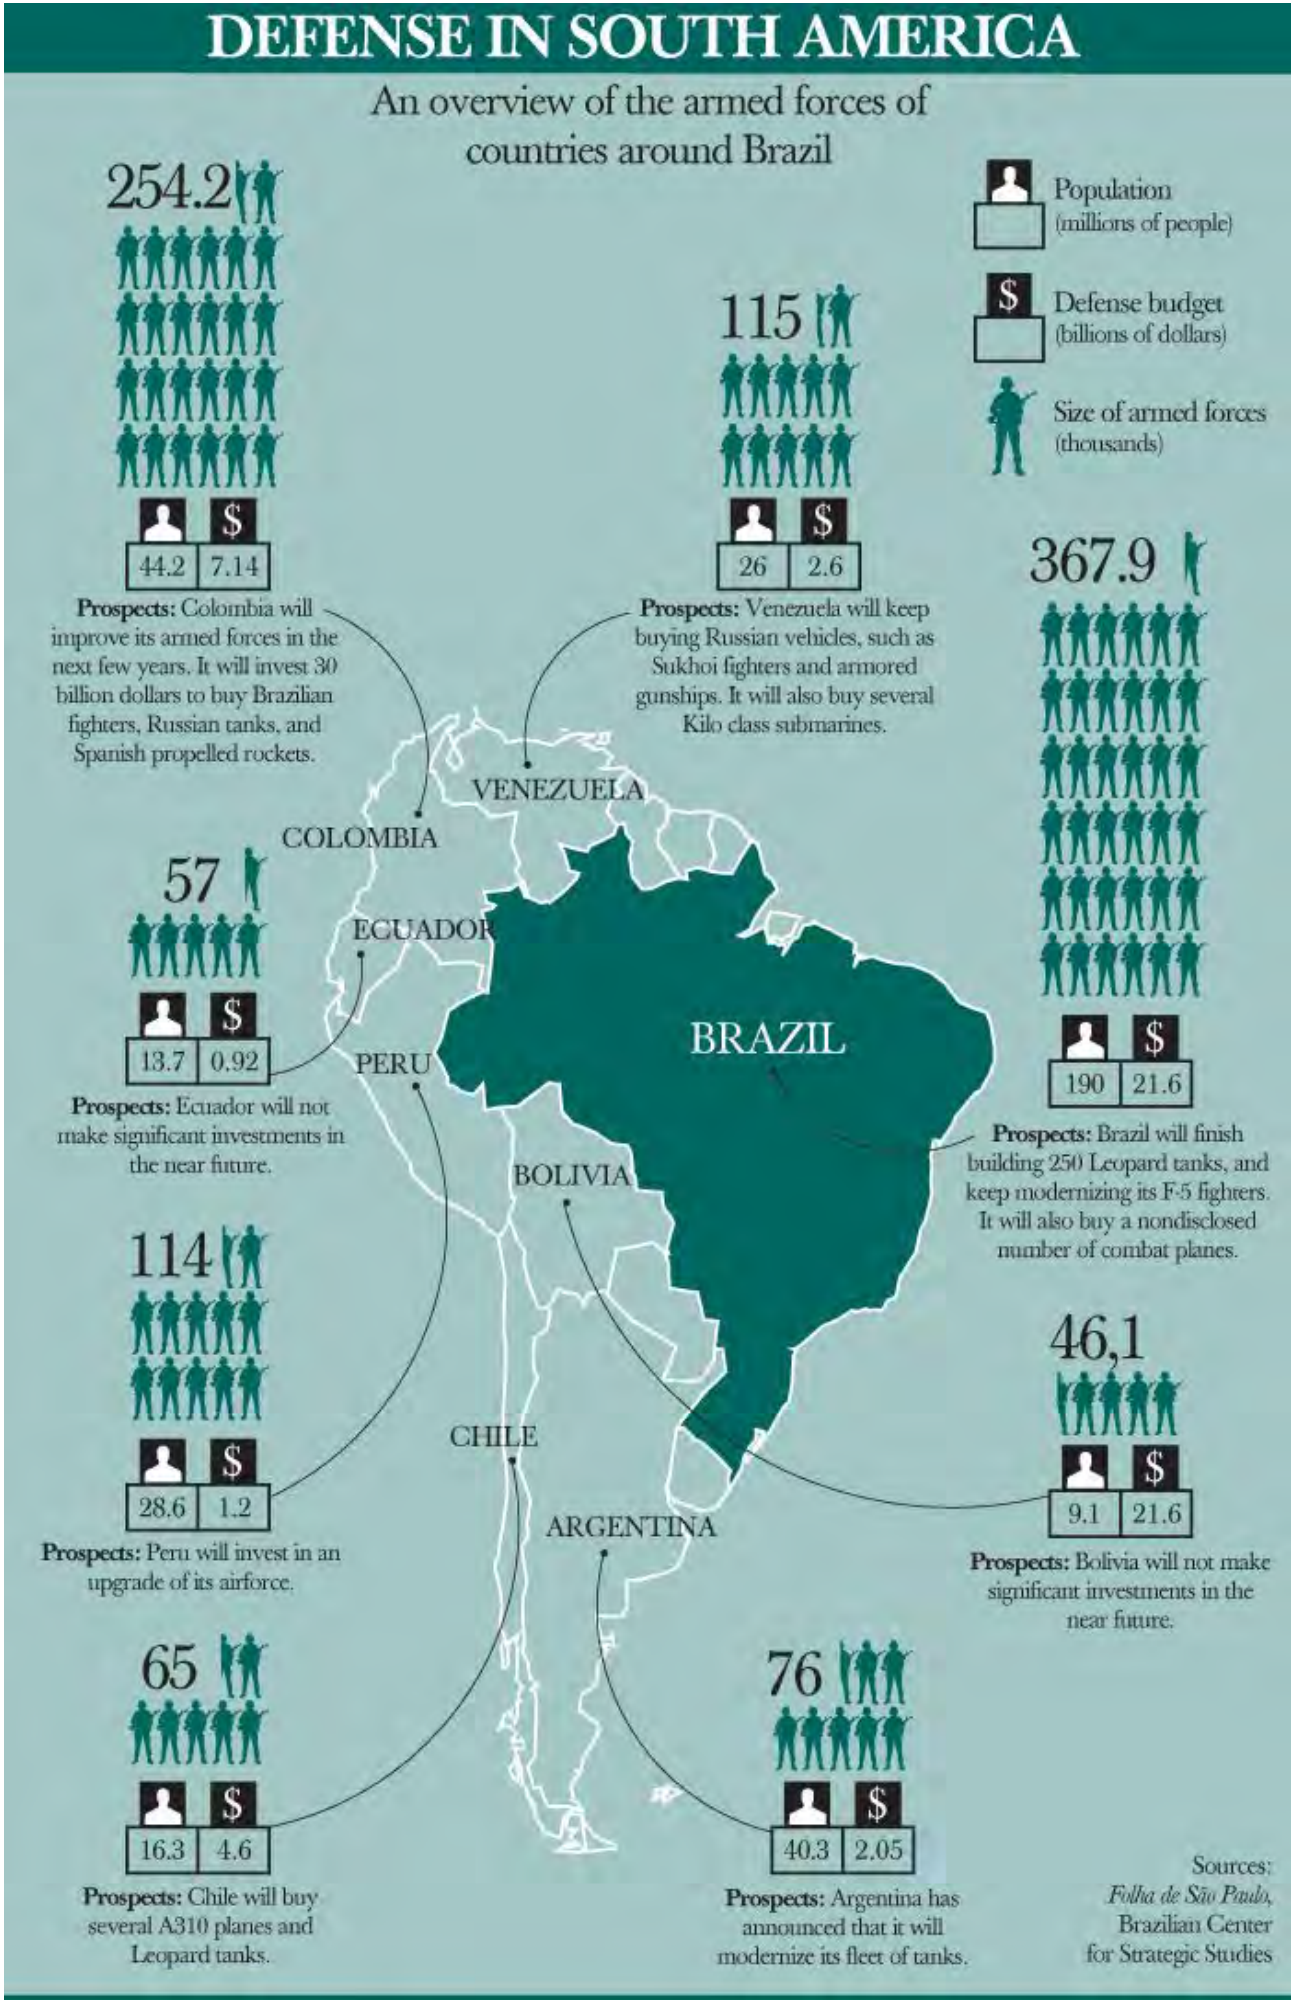 DEFENSE IN SOUTH AMERICA
An overview of the armed forces of
countries around Brazil
Population
(millions of people)
$
Defense budget
(billions of dollars)
Size of armed forces
(thousands)
254.2
$
44.2 7.14
Prospects: Colombia will
improve its armed forces in the
next few years. It will invest 30
billion dollars to buy Brazilian
fighters, Russian tanks, and
Spanish propelled rockets.
115
$
26 2.6
Prospects: Venezuela will keep
buying Russian vehicles, such as
Sukhoi fighters and armored
gunships. It will also buy several
Kilo class submarines.
367.9
$
190 21.6
Prospects: Brazil will finish
building 250 Leopard tanks, and
keep modernizing its F-5 fighters.
It will also buy a nondisclosed
number of combat planes.
VENEZUELA
COLOMBIA
ECUADOR
BRAZIL
PERU
BOLIVIA
CHILE
ARGENTINA
57
$
13.7 0.92
Prospects: Ecuador will not
make significant investments in
the near future.
114
$
28.6 1.2
Prospects: Peru will invest in an
upgrade of its airforce.
46,1
$
9.1 21.6
Prospects: Bolivia will not make
significant investments in the
near future.
65
$
16.3 4.6
Prospects: Chile will buy
several A310 planes and
Leopard tanks.
76
$
40.3 2.05
Prospects: Argentina has
announced that it will
modernize its fleet of tanks.
Sources:
Folha de São Paulo,
Brazilian Center
for Strategic Studies